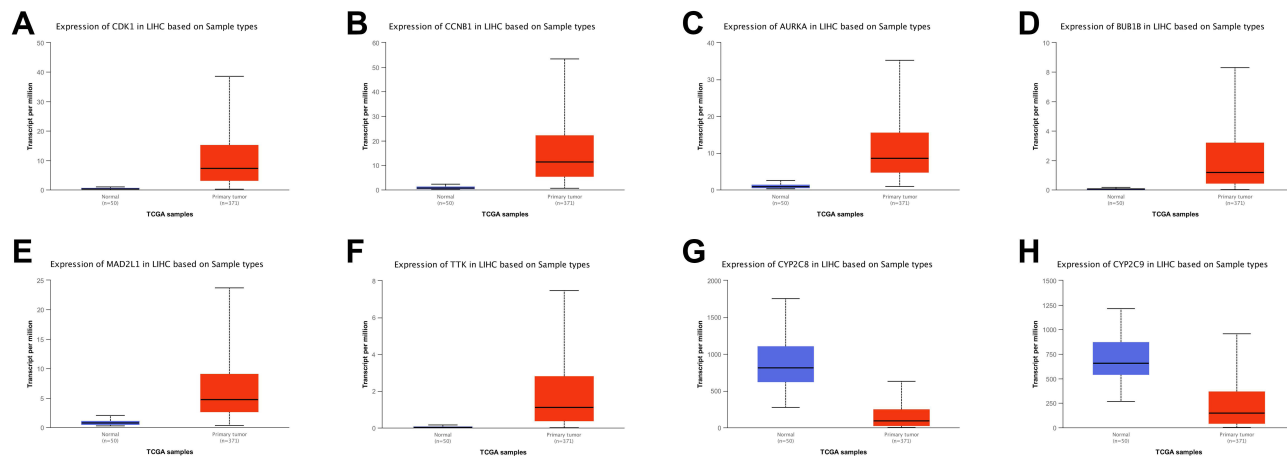 A
Expression of CDK1 in LIHC based on Sample types
Transcript per million
50
40
30
20
10
0
Normal
(n=50)
Primary tumor
(n=371)
TCGA samples
B
Expression of CCNB1 in LIHC based on Sample types
Transcript per million
60
50
40
30
20
10
0
Normal
(n=50)
Primary tumor
(n=371)
TCGA samples
C
Expression of AURKA in LIHC based on Sample types
Transcript per million
40
30
20
10
0
Normal
(n=50)
Primary tumor
(n=371)
TCGA samples
D
Expression of BUB1B in LIHC based on Sample types
Transcript per million
10
8
6
4
2
0
Normal
(n=50)
Primary tumor
(n=371)
TCGA samples
E
Expression of MAD2L1 in LIHC based on Sample types
Transcript per million
25
20
15
10
5
0
Normal
(n=50)
Primary tumor
(n=371)
TCGA samples
F
Expression of TTK in LIHC based on Sample types
Transcript per million
8
6
4
2
0
Normal
(n=50)
Primary tumor
(n=371)
TCGA samples
G
Expression of CYP2C8 in LIHC based on Sample types
Transcript per million
2000
1500
1000
500
0
Normal
(n=50)
Primary tumor
(n=371)
TCGA samples
H
Expression of CYP2C9 in LIHC based on Sample types
Transcript per million
1500
1250
1000
750
500
250
0
Normal
(n=50)
Primary tumor
(n=371)
TCGA samples